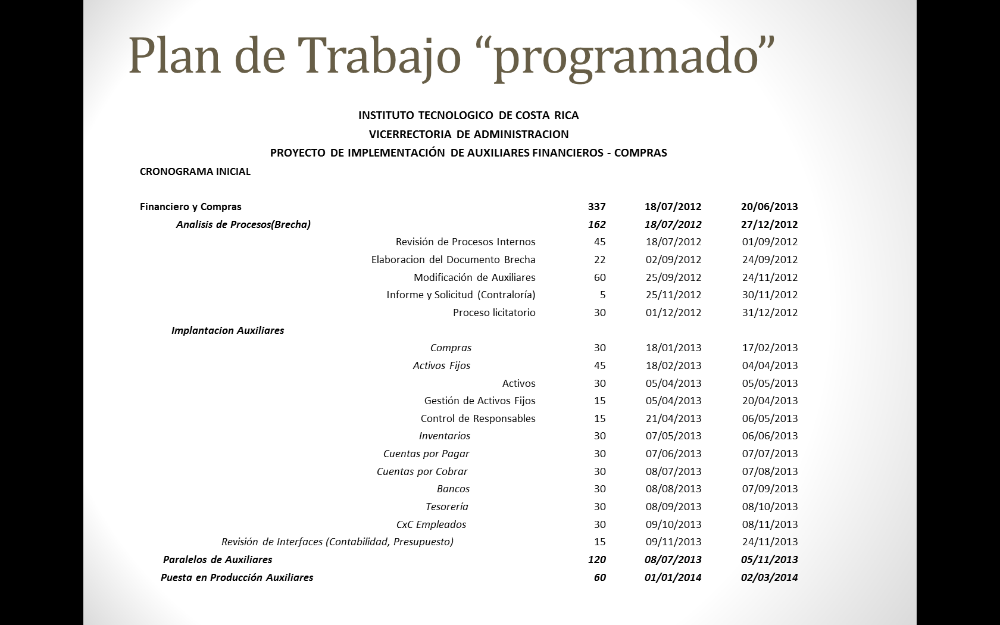 Plan de Trabajo “programado”
INSTITUTO TECNOLOGICO DE COSTA RICA
VICERRECTORIA DE ADMINISTRACION
PROYECTO DE IMPLEMENTACIÓN DE AUXILIARES FINANCIEROS - COMPRAS
CRONOGRAMA INICIAL
Financiero y Compras 337 18/07/2012 20/06/2013
Analisis de Procesos(Brecha) 162 18/07/2012 27/12/2012
Revisión de Procesos Internos 45 18/07/2012 01/09/2012
Elaboracion del Documento Brecha 22 02/09/2012 24/09/2012
Modificación de Auxiliares 60 25/09/2012 24/11/2012
Informe y Solicitud (Contraloría) 5 25/11/2012 30/11/2012
Proceso licitatorio 30 01/12/2012 31/12/2012
Implantacion Auxiliares
Compras 30 18/01/2013 17/02/2013
Activos Fijos 45 18/02/2013 04/04/2013
Activos 30 05/04/2013 05/05/2013
Gestión de Activos Fijos 15 05/04/2013 20/04/2013
Control de Responsables 15 21/04/2013 06/05/2013
Inventarios 30 07/05/2013 06/06/2013
Cuentas por Pagar 30 07/06/2013 07/07/2013
Cuentas por Cobrar 30 08/07/2013 07/08/2013
Bancos 30 08/08/2013 07/09/2013
Tesorería 30 08/09/2013 08/10/2013
CxC Empleados 30 09/10/2013 08/11/2013
Revisión de Interfaces (Contabilidad, Presupuesto) 15 09/11/2013 24/11/2013
Paralelos de Auxiliares 120 08/07/2013 05/11/2013
Puesta en Producción Auxiliares 60 01/01/2014 02/03/2014